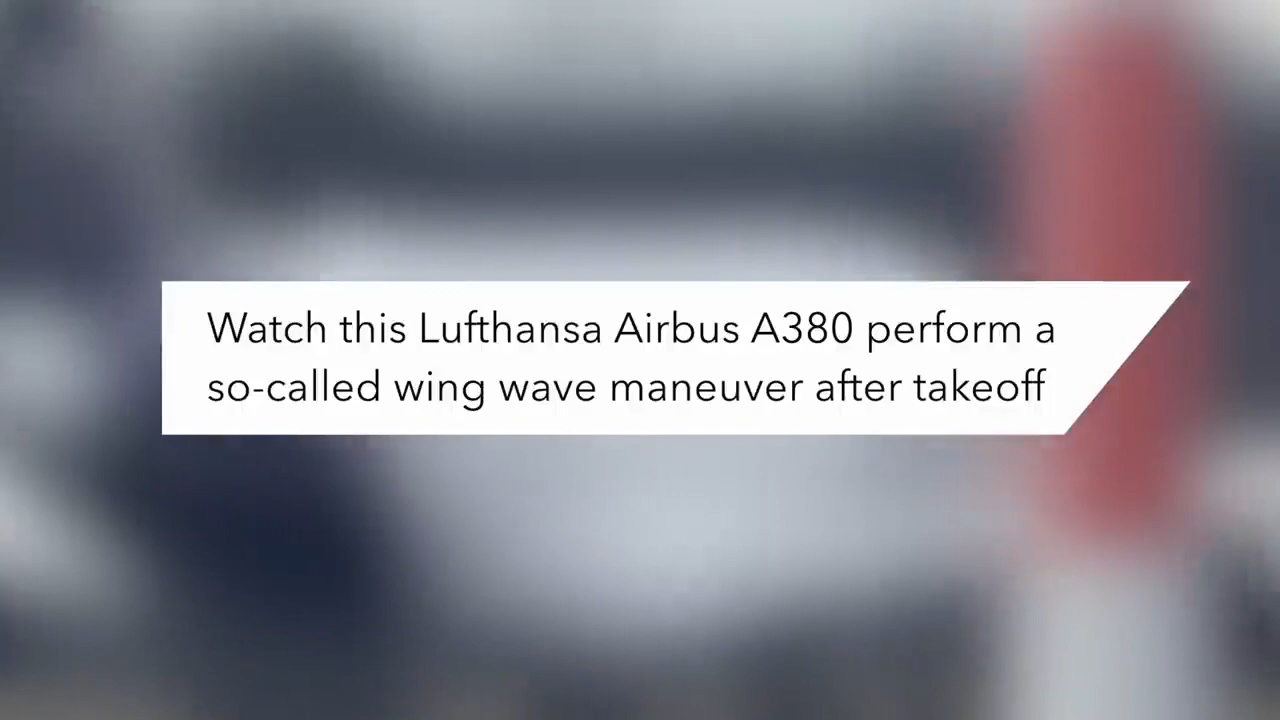 Watch this Lufthansa Airbus A380 perform a
so-called wing wave maneuver after takeoff